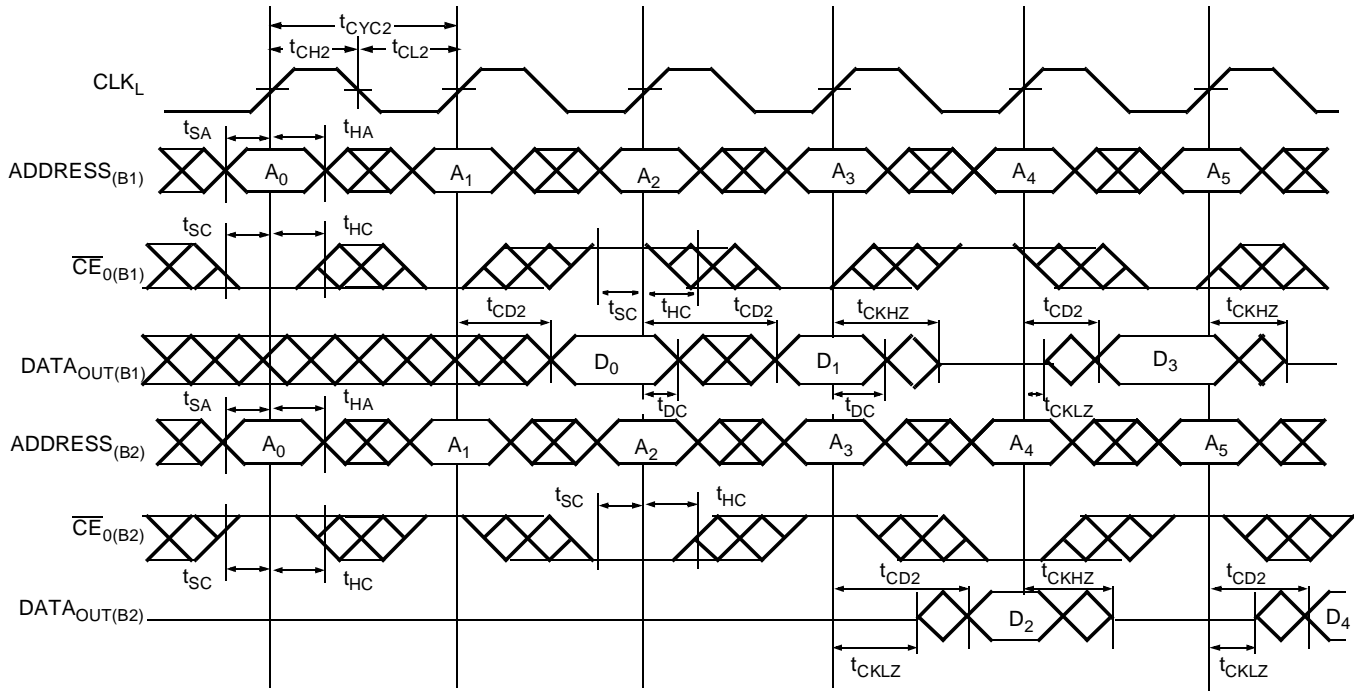 tCYC2
tCH2 tCL2
CLKL
tSA tHA
ADDRESS(B1) A0 A1 A2 A3 A4 A5
tSC tHC
CE0(B1)
tCD2 tSC tHC tCD2 tCKHZ tCD2 tCKHZ
DATAOUT(B1) D0 D1 D3
tSA tHA tDC tDC tCKLZ
ADDRESS(B2) A0 A1 A2 A3 A4 A5
tSC tHC
CE0(B2)
tSC tHC tCD2 tCKHZ tCD2
DATAOUT(B2) D2 D4
tCKLZ tCKLZ